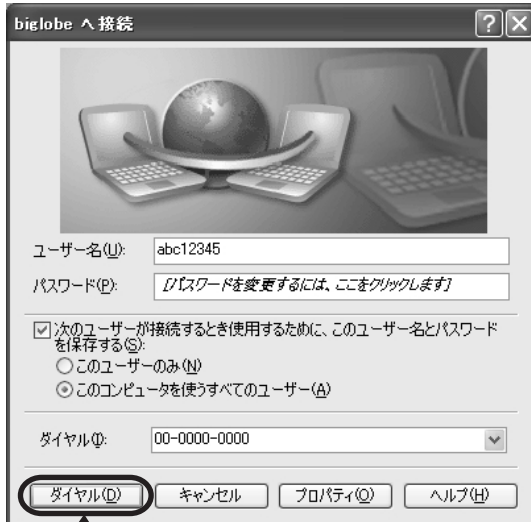 biglobe へ接続
ユーザー名(U):
abc12345
パスワード(P):
[パスワードを変更するには、ここをクリックします]
次のユーザーが接続するとき使用するために、このユーザー名とパスワード
を保存する(S):
このユーザーのみ(N)
このコンピュータを使うすべてのユーザー(A)
ダイヤル(I):
00-0000-0000
ダイヤル(D) キャンセル プロパティ(O) ヘルプ(H)